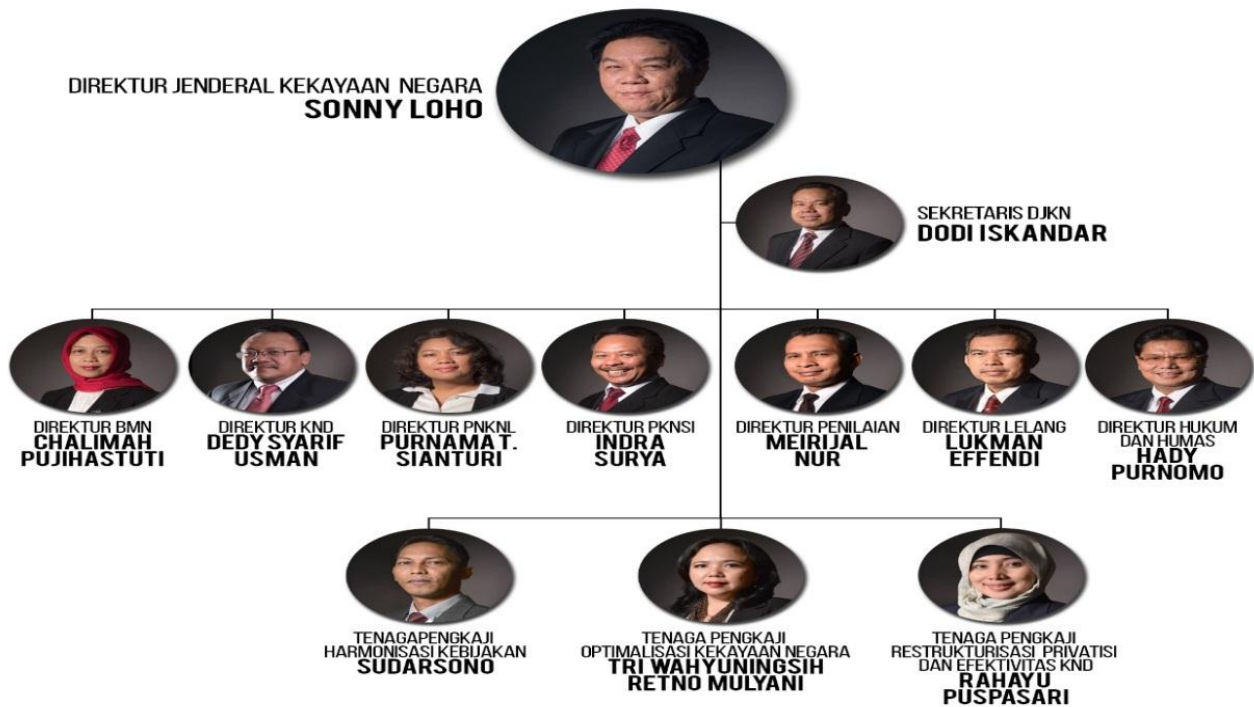 DIREKTUR JENDERAL KEKAYAAN NEGARA
SONNY LOHO
SEKRETARIS DJKN
DODI ISKANDAR
DIREKTUR BMN
CHALIMAH
PUJIHASTUTI
DIREKTUR KND
DEDY SYARIF
USMAN
DIREKTUR PNKNL
PURNAMA T.
SIANTURI
DIREKTUR PKNSI
INDRA
SURYA
DIREKTUR PENILAIAN
MEIRIJAL
NUR
DIREKTUR LELANG
LUKMAN
EFFENDI
DIREKTUR HUKUM
DAN HUMAS
HADY
PURNOMO
TENAGAPENGKAJI
HARMONISASI KEBIJAKAN
SUDARSONO
TENAGA PENGKAJI
OPTIMALISASI KEKAYAAN NEGARA
TRI WAHYUNINGSIH
RETNO MULYANI
TENAGA PENGKAJI
RESTRUKTURISASI PRIVATISI
DAN EFEKTIVITAS KND
RAHAYU
PUSPASARI